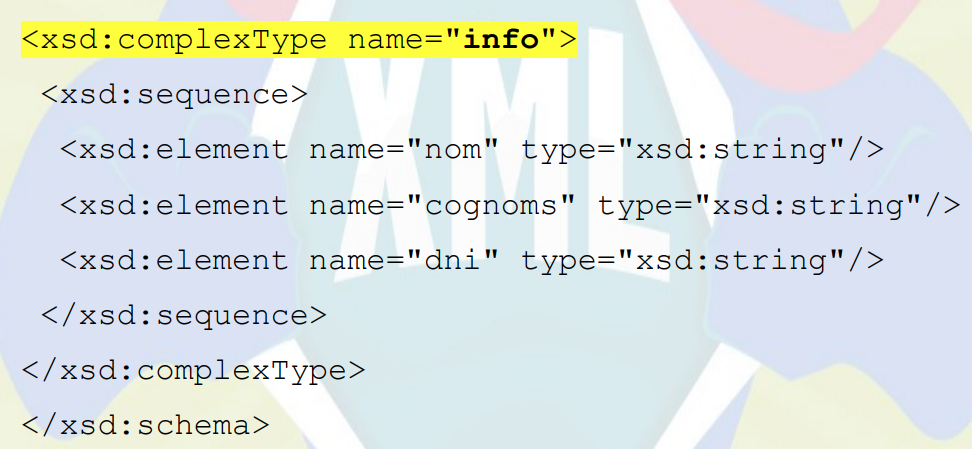 <xsd:complexType name="info">
<xsd:sequence>
<xsd:element name="nom" type="xsd:string"/>
<xsd:element name="cognoms" type="xsd:string"/>
<xsd:element name="dni" type="xsd:string"/>
</xsd:sequence>
</xsd:complexType>
</xsd:schema>
XML